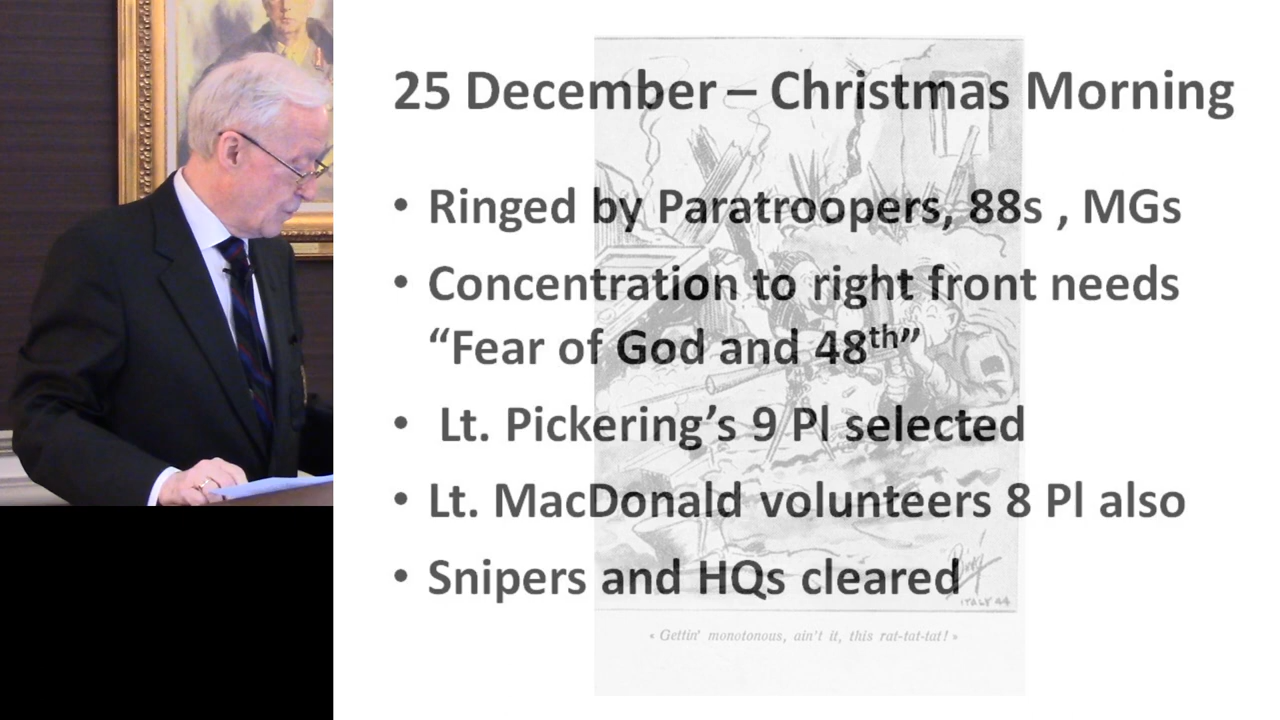 25 December – Christmas Morning
• Ringed by Paratroopers, 88s , MGs
• Concentration to right front needs
“Fear of God and 48th”
• Lt. Pickering’s 9 Pl selected
• Lt. MacDonald volunteers 8 Pl also
• Snipers and HQs cleared
Bing
ITALY 44
« Gettin' monotonous, ain't it, this rat-tat-tat! »